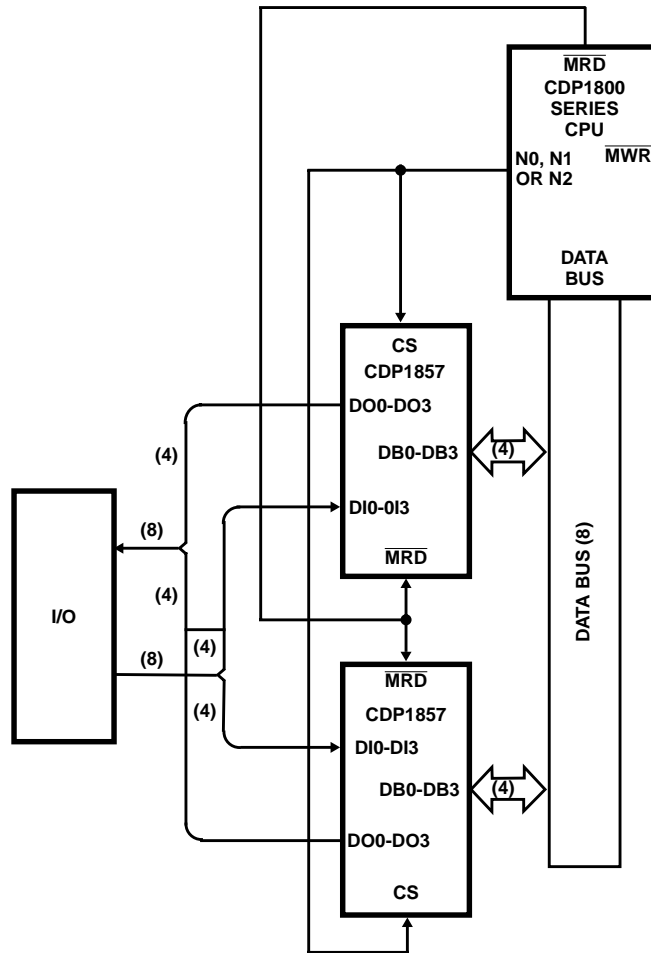 MRD
CDP1800
SERIES
CPU
N0, N1
OR N2
MWR
DATA
BUS
CS
CDP1857
DO0-DO3
DB0-DB3
DI0-0I3
MRD
(4)
(4)
(8)
(4)
I/O
(4)
(8)
(4)
DATA BUS (8)
MRD
CDP1857
DI0-DI3
DB0-DB3
(4)
DO0-DO3
CS